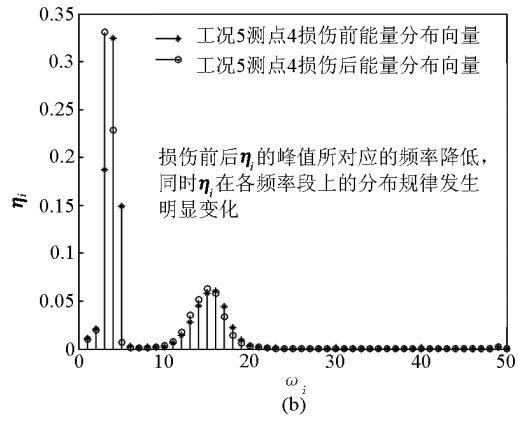 0.35
工况5测点4损伤前能量分布向量
0.3
工况5测点4损伤后能量分布向量
0.25
损伤前后ηi的峰值所对应的频率降低,
0.2
同时ηi在各频率段上的分布规律发生
明显变化
ηi
0.15
0.1
0.05
0
0 10 20 30 40 50
ωi
(b)